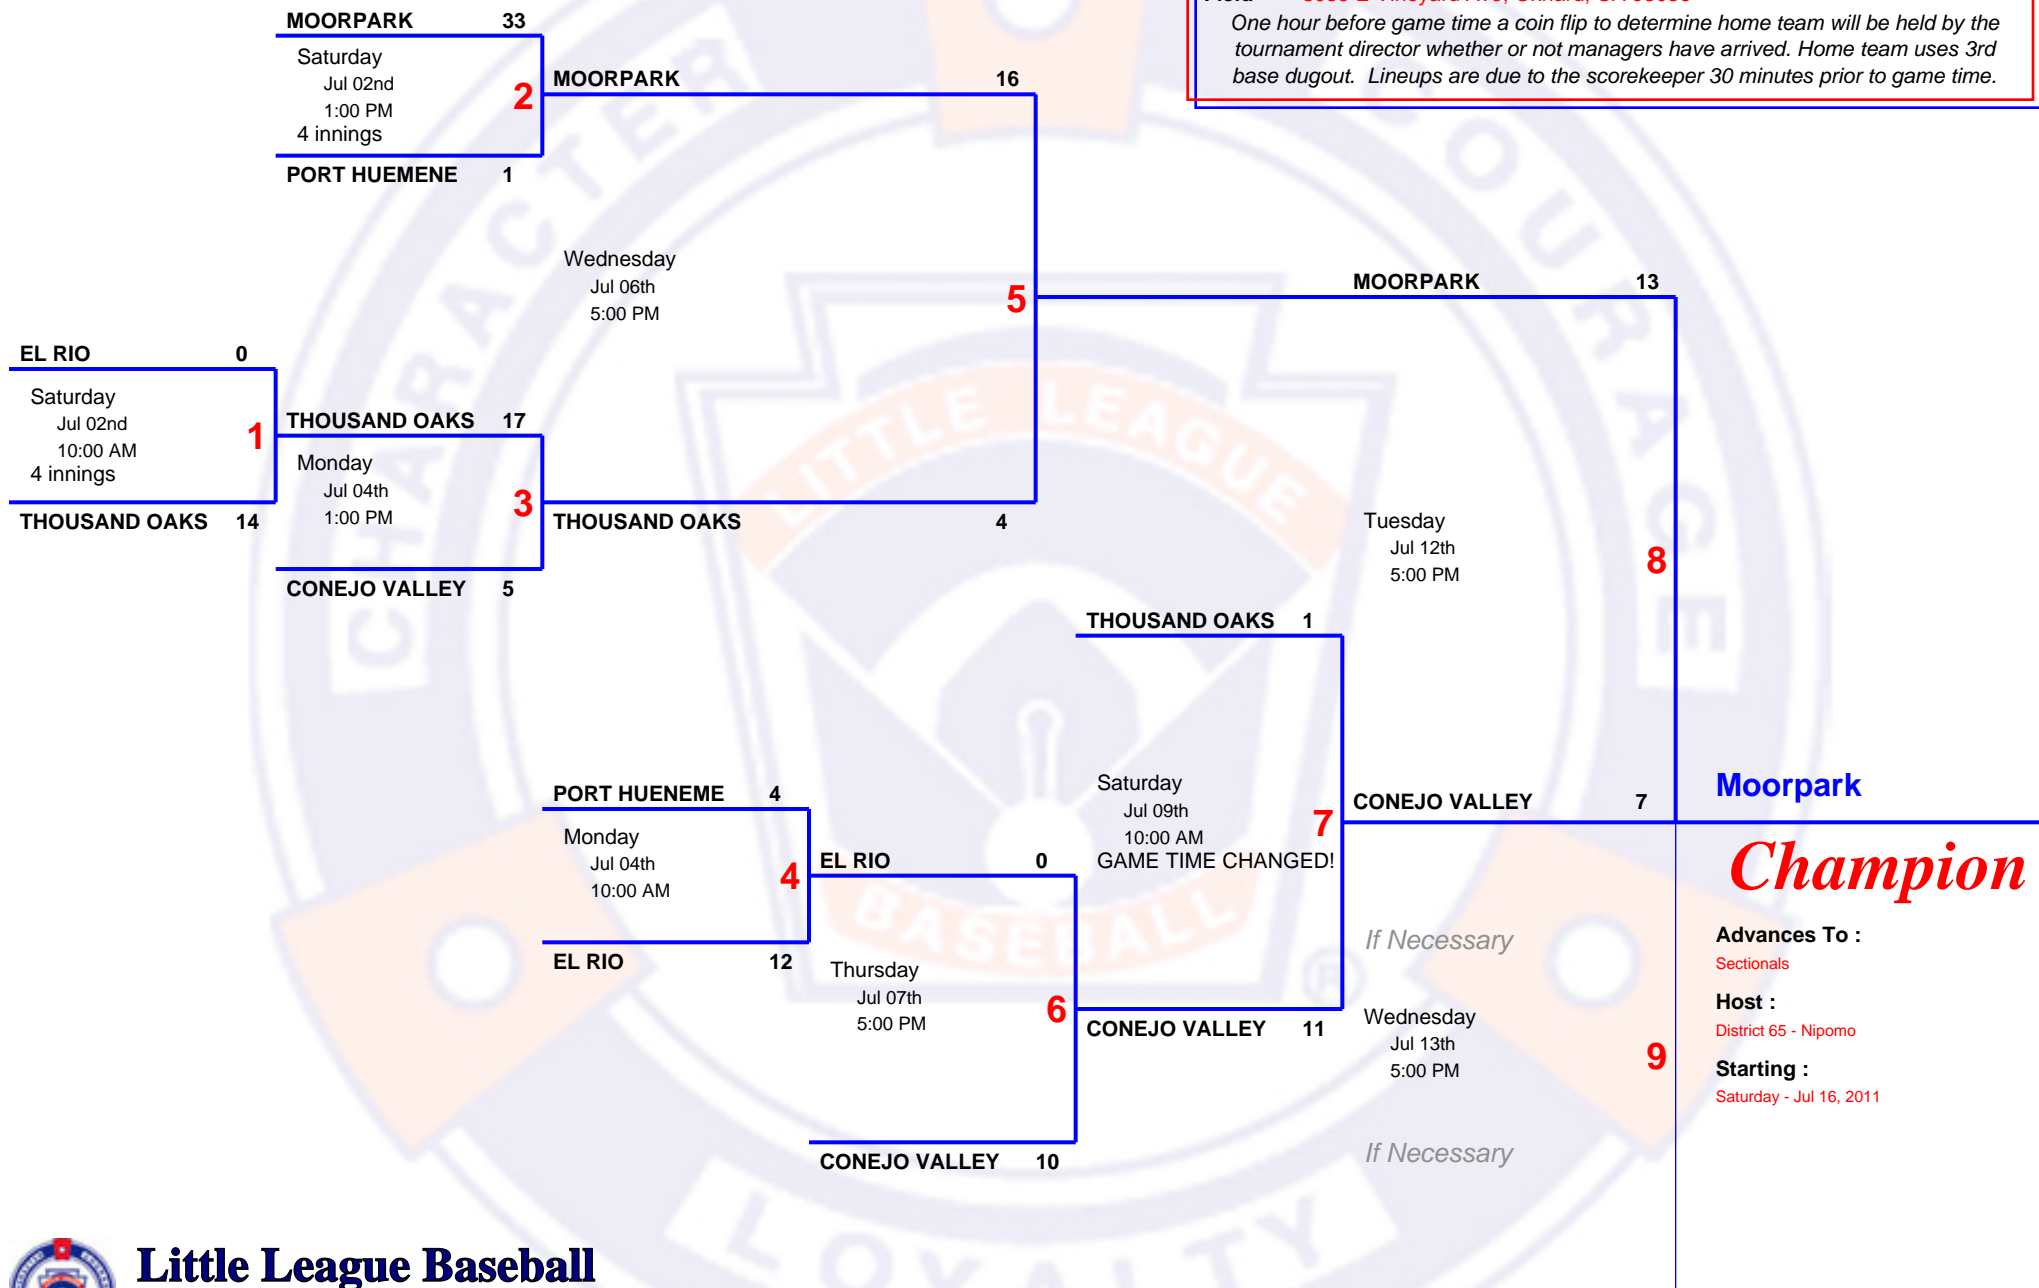 One hour before game time a coin flip to determine home team will be held by the
tournament director whether or not managers have arrived. Home team uses 3rd
base dugout. Lineups are due to the scorekeeper 30 minutes prior to game time.
MOORPARK 33
Saturday
Jul 02nd
1:00 PM
4 innings
2
PORT HUEMENE 1
MOORPARK 16
Wednesday
Jul 06th
5:00 PM
5
MOORPARK 13
EL RIO 0
Saturday
Jul 02nd
10:00 AM
4 innings
1
THOUSAND OAKS 14
THOUSAND OAKS 17
Monday
Jul 04th
1:00 PM
3
CONEJO VALLEY 5
THOUSAND OAKS 4
Tuesday
Jul 12th
5:00 PM
8
THOUSAND OAKS 1
Saturday
Jul 09th
10:00 AM
GAME TIME CHANGED!
7
CONEJO VALLEY 7
PORT HUENEME 4
Monday
Jul 04th
10:00 AM
4
EL RIO 12
EL RIO 0
Thursday
Jul 07th
5:00 PM
6
CONEJO VALLEY 11
CONEJO VALLEY 10
If Necessary
Wednesday
Jul 13th
5:00 PM
9
If Necessary
Moorpark
Champion
Advances To :
Sectionals
Host :
District 65 - Nipomo
Starting :
Saturday - Jul 16, 2011
CHARACTER
COURAGE
LOYALTY
LITTLE LEAGUE
BASEBALL
®
Little League Baseball